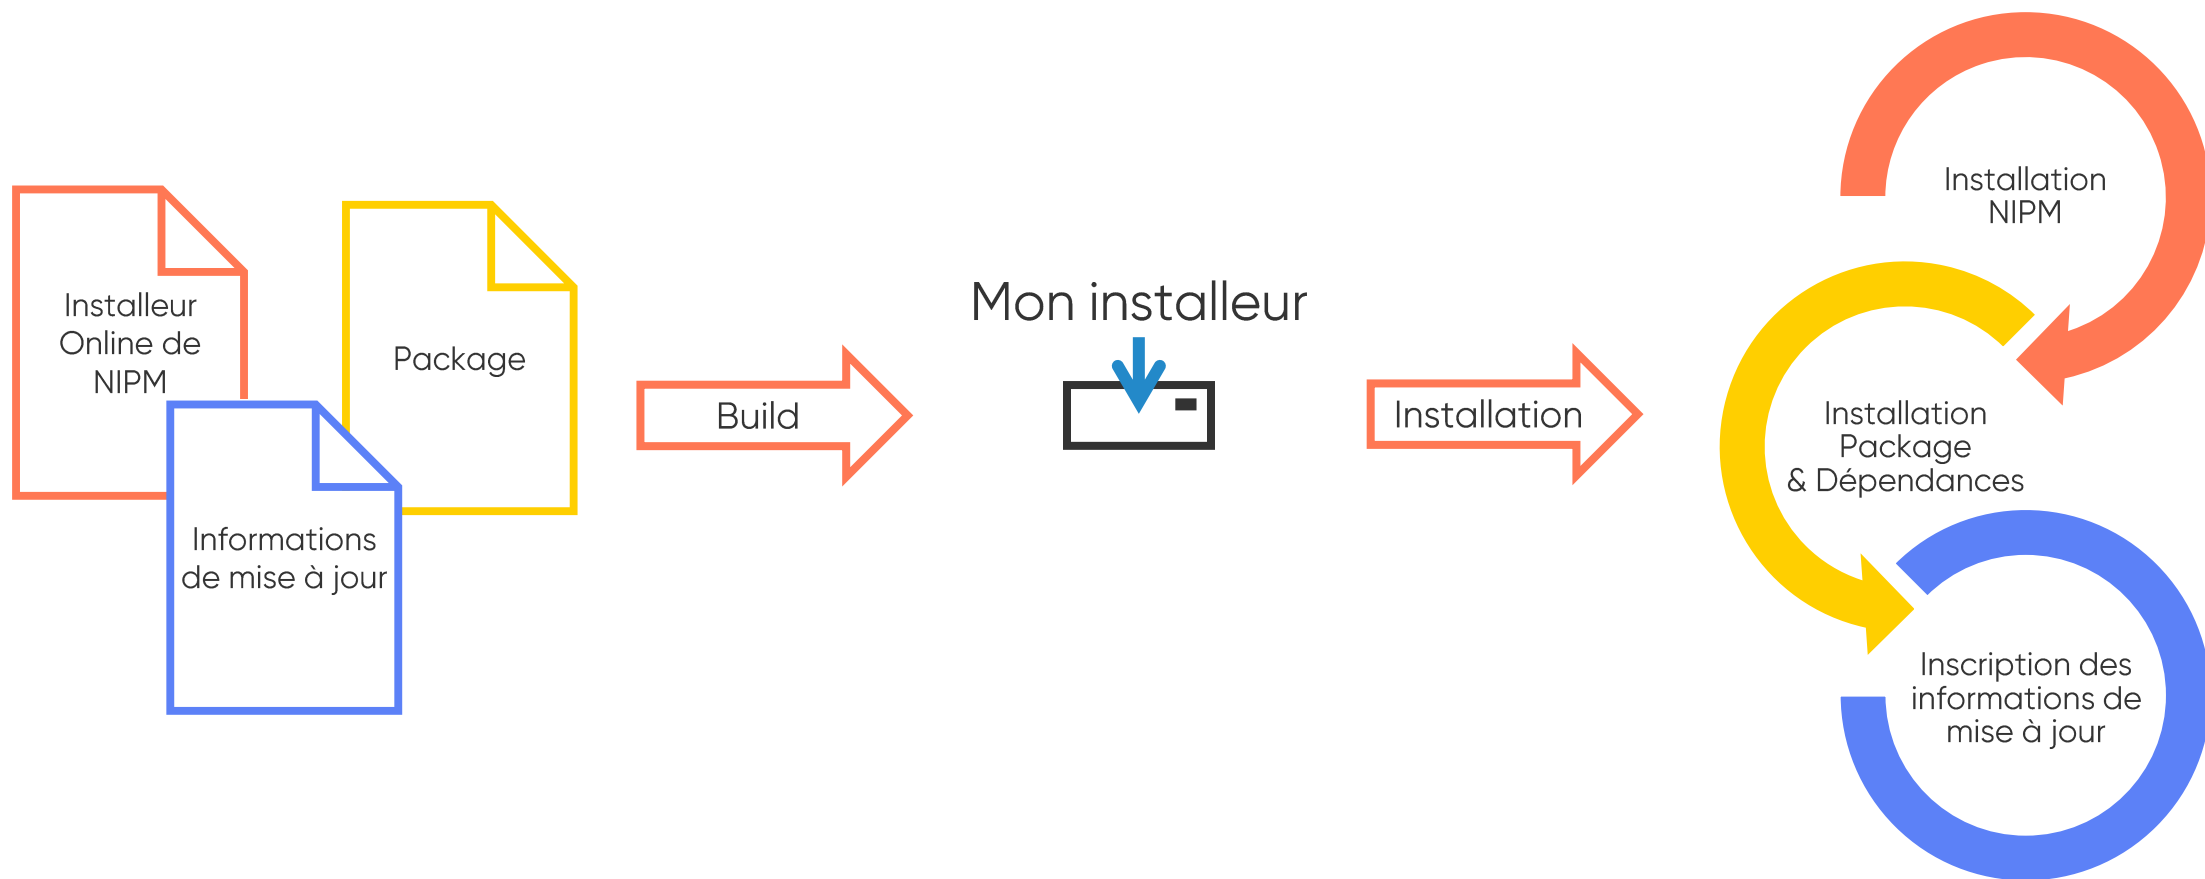 Installeur
Online de
NIPM
Package
Informations
de mise à jour
Build
Mon installeur
Installation
Installation
NIPM
Installation
Package
& Dépendances
Inscription des
informations de
mise à jour